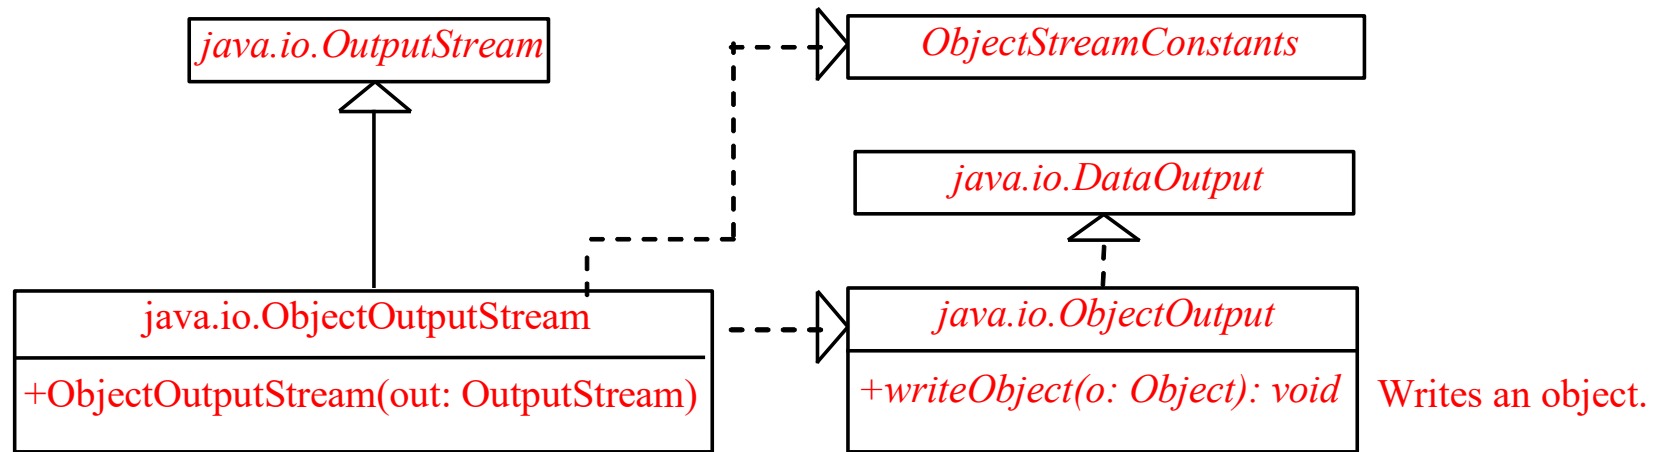 java.io.OutputStream
ObjectStreamConstants
java.io.DataOutput
java.io.ObjectOutputStream
+ObjectOutputStream(out: OutputStream)
java.io.ObjectOutput
+writeObject(o: Object): void
Writes an object.